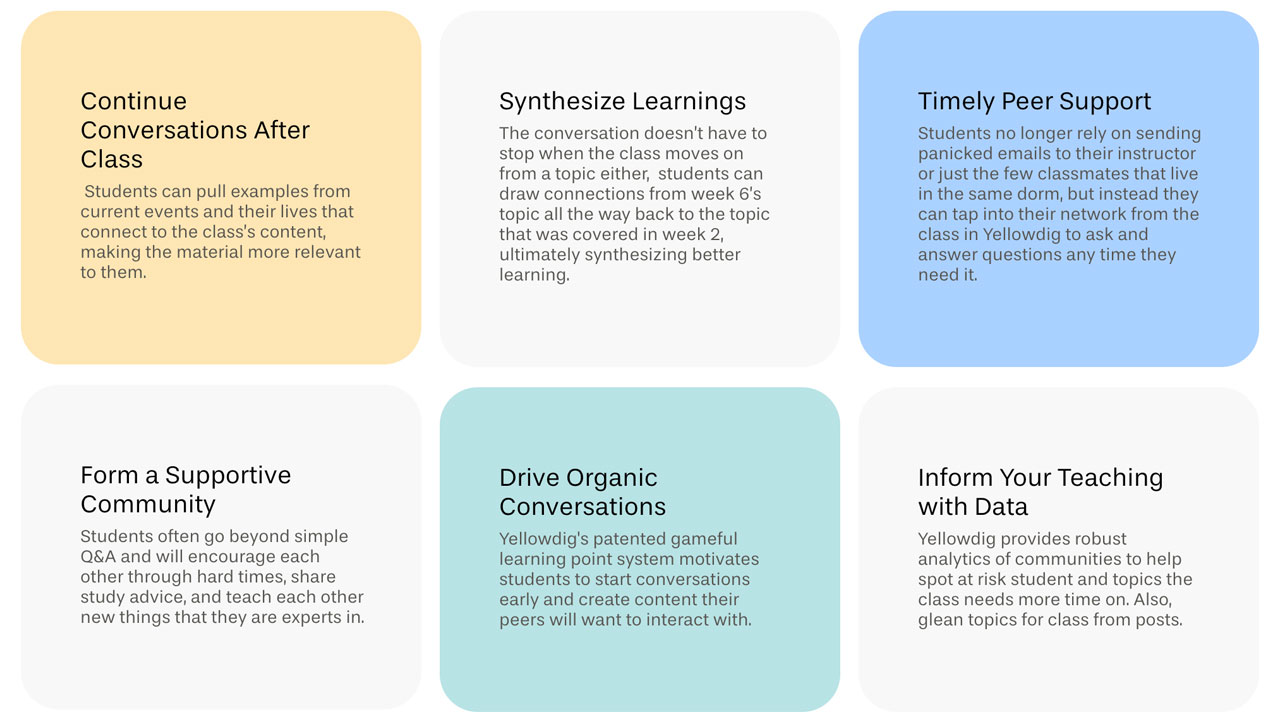 Continue
Conversations After
Class
Students can pull examples from
current events and their lives that
connect to the class's content,
making the material more relevant
to them.
Synthesize Learnings
The conversation doesn't have to
stop when the class moves on
from a topic either,  students can
draw connections from week 6's
topic all the way back to the topic
that was covered in week 2,
ultimately synthesizing better
learning.
Timely Peer Support
Students no longer rely on sending
panicked emails to their instructor
or just the few classmates that live
in the same dorm, but instead they
can tap into their network from the
class in Yellowdig to ask and
answer questions any time they
need it.
Form a Supportive
Community
Students often go beyond simple
Q&A and will encourage each
other through hard times, share
study advice, and teach each other
new things that they are experts in.
Drive Organic
Conversations
Yellowdig's patented gameful
learning point system motivates
students to start conversations
early and create content their
peers will want to interact with.
Inform Your Teaching
with Data
Yellowdig provides robust
analytics of communities to help
spot at risk student and topics the
class needs more time on. Also,
glean topics for class from posts.